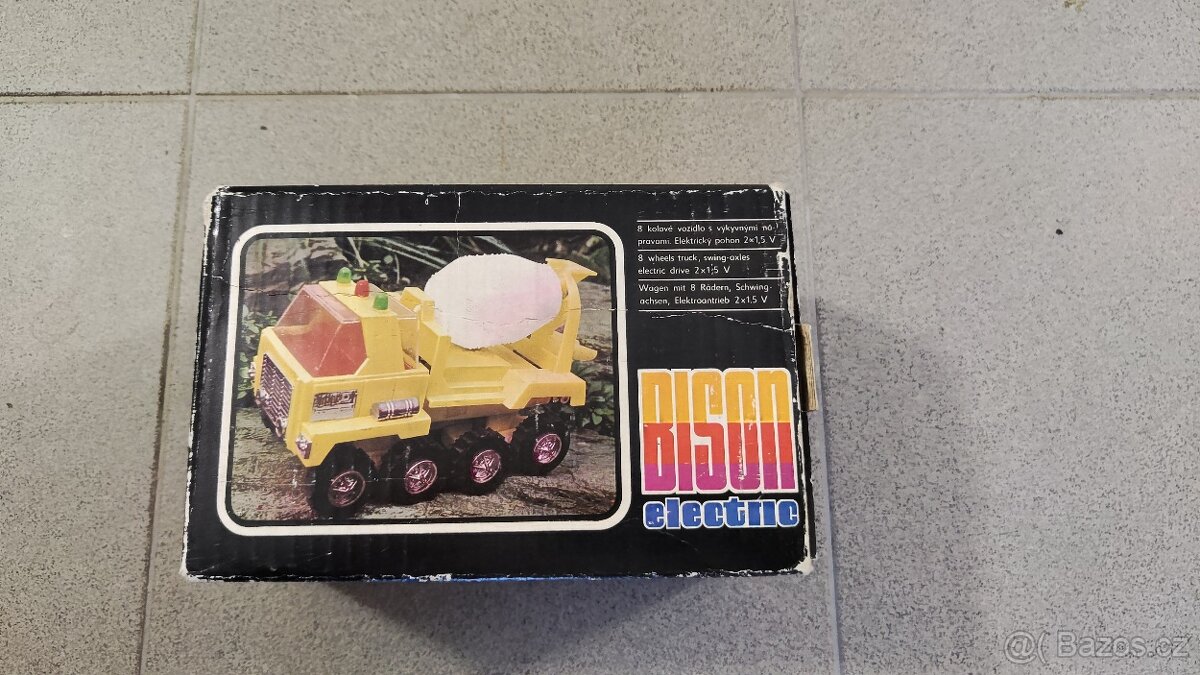 8 kolové vozidlo s výkyvnými ná
pravami. Elektrický pohon 2×1,5 V
8 wheels truck, swing-axles
electric drive 2×1,5 V
Wagen mit 8 Rädern, Schwing-
achsen, Elektroantrieb 2×1.5 V
BISON
electric
@( Bazos.cz